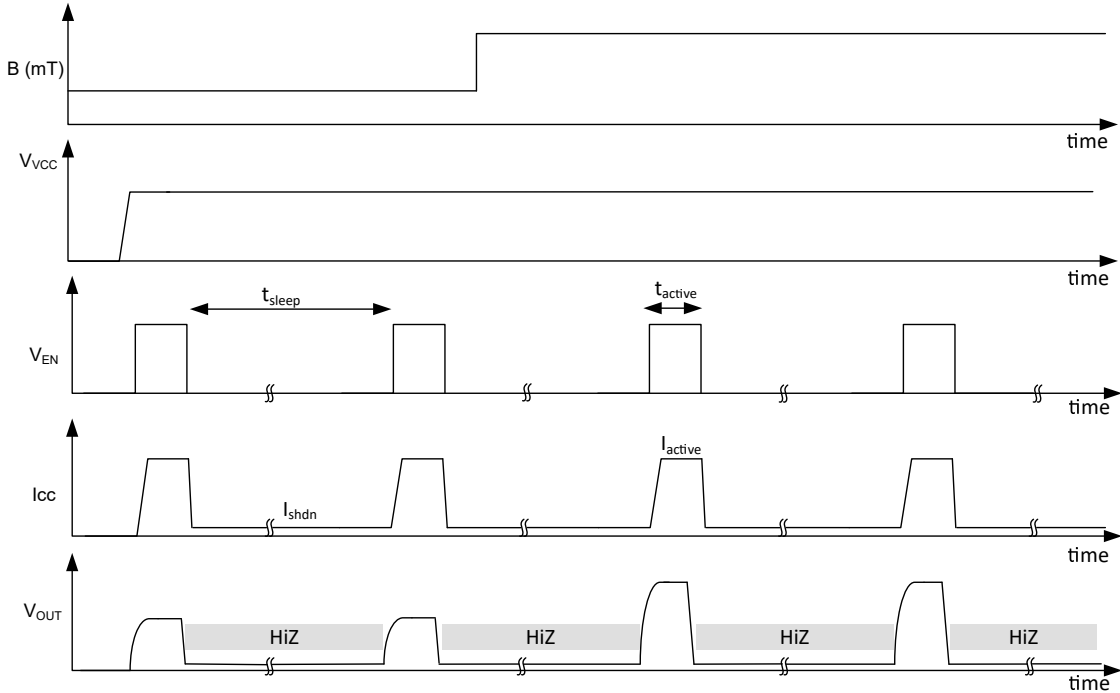 B (mT)
time
VVCC
time
tsleep
tactive
VEN
time
Iactive
Icc
Ishdn
time
VOUT
HiZ
HiZ
HiZ
HiZ
time